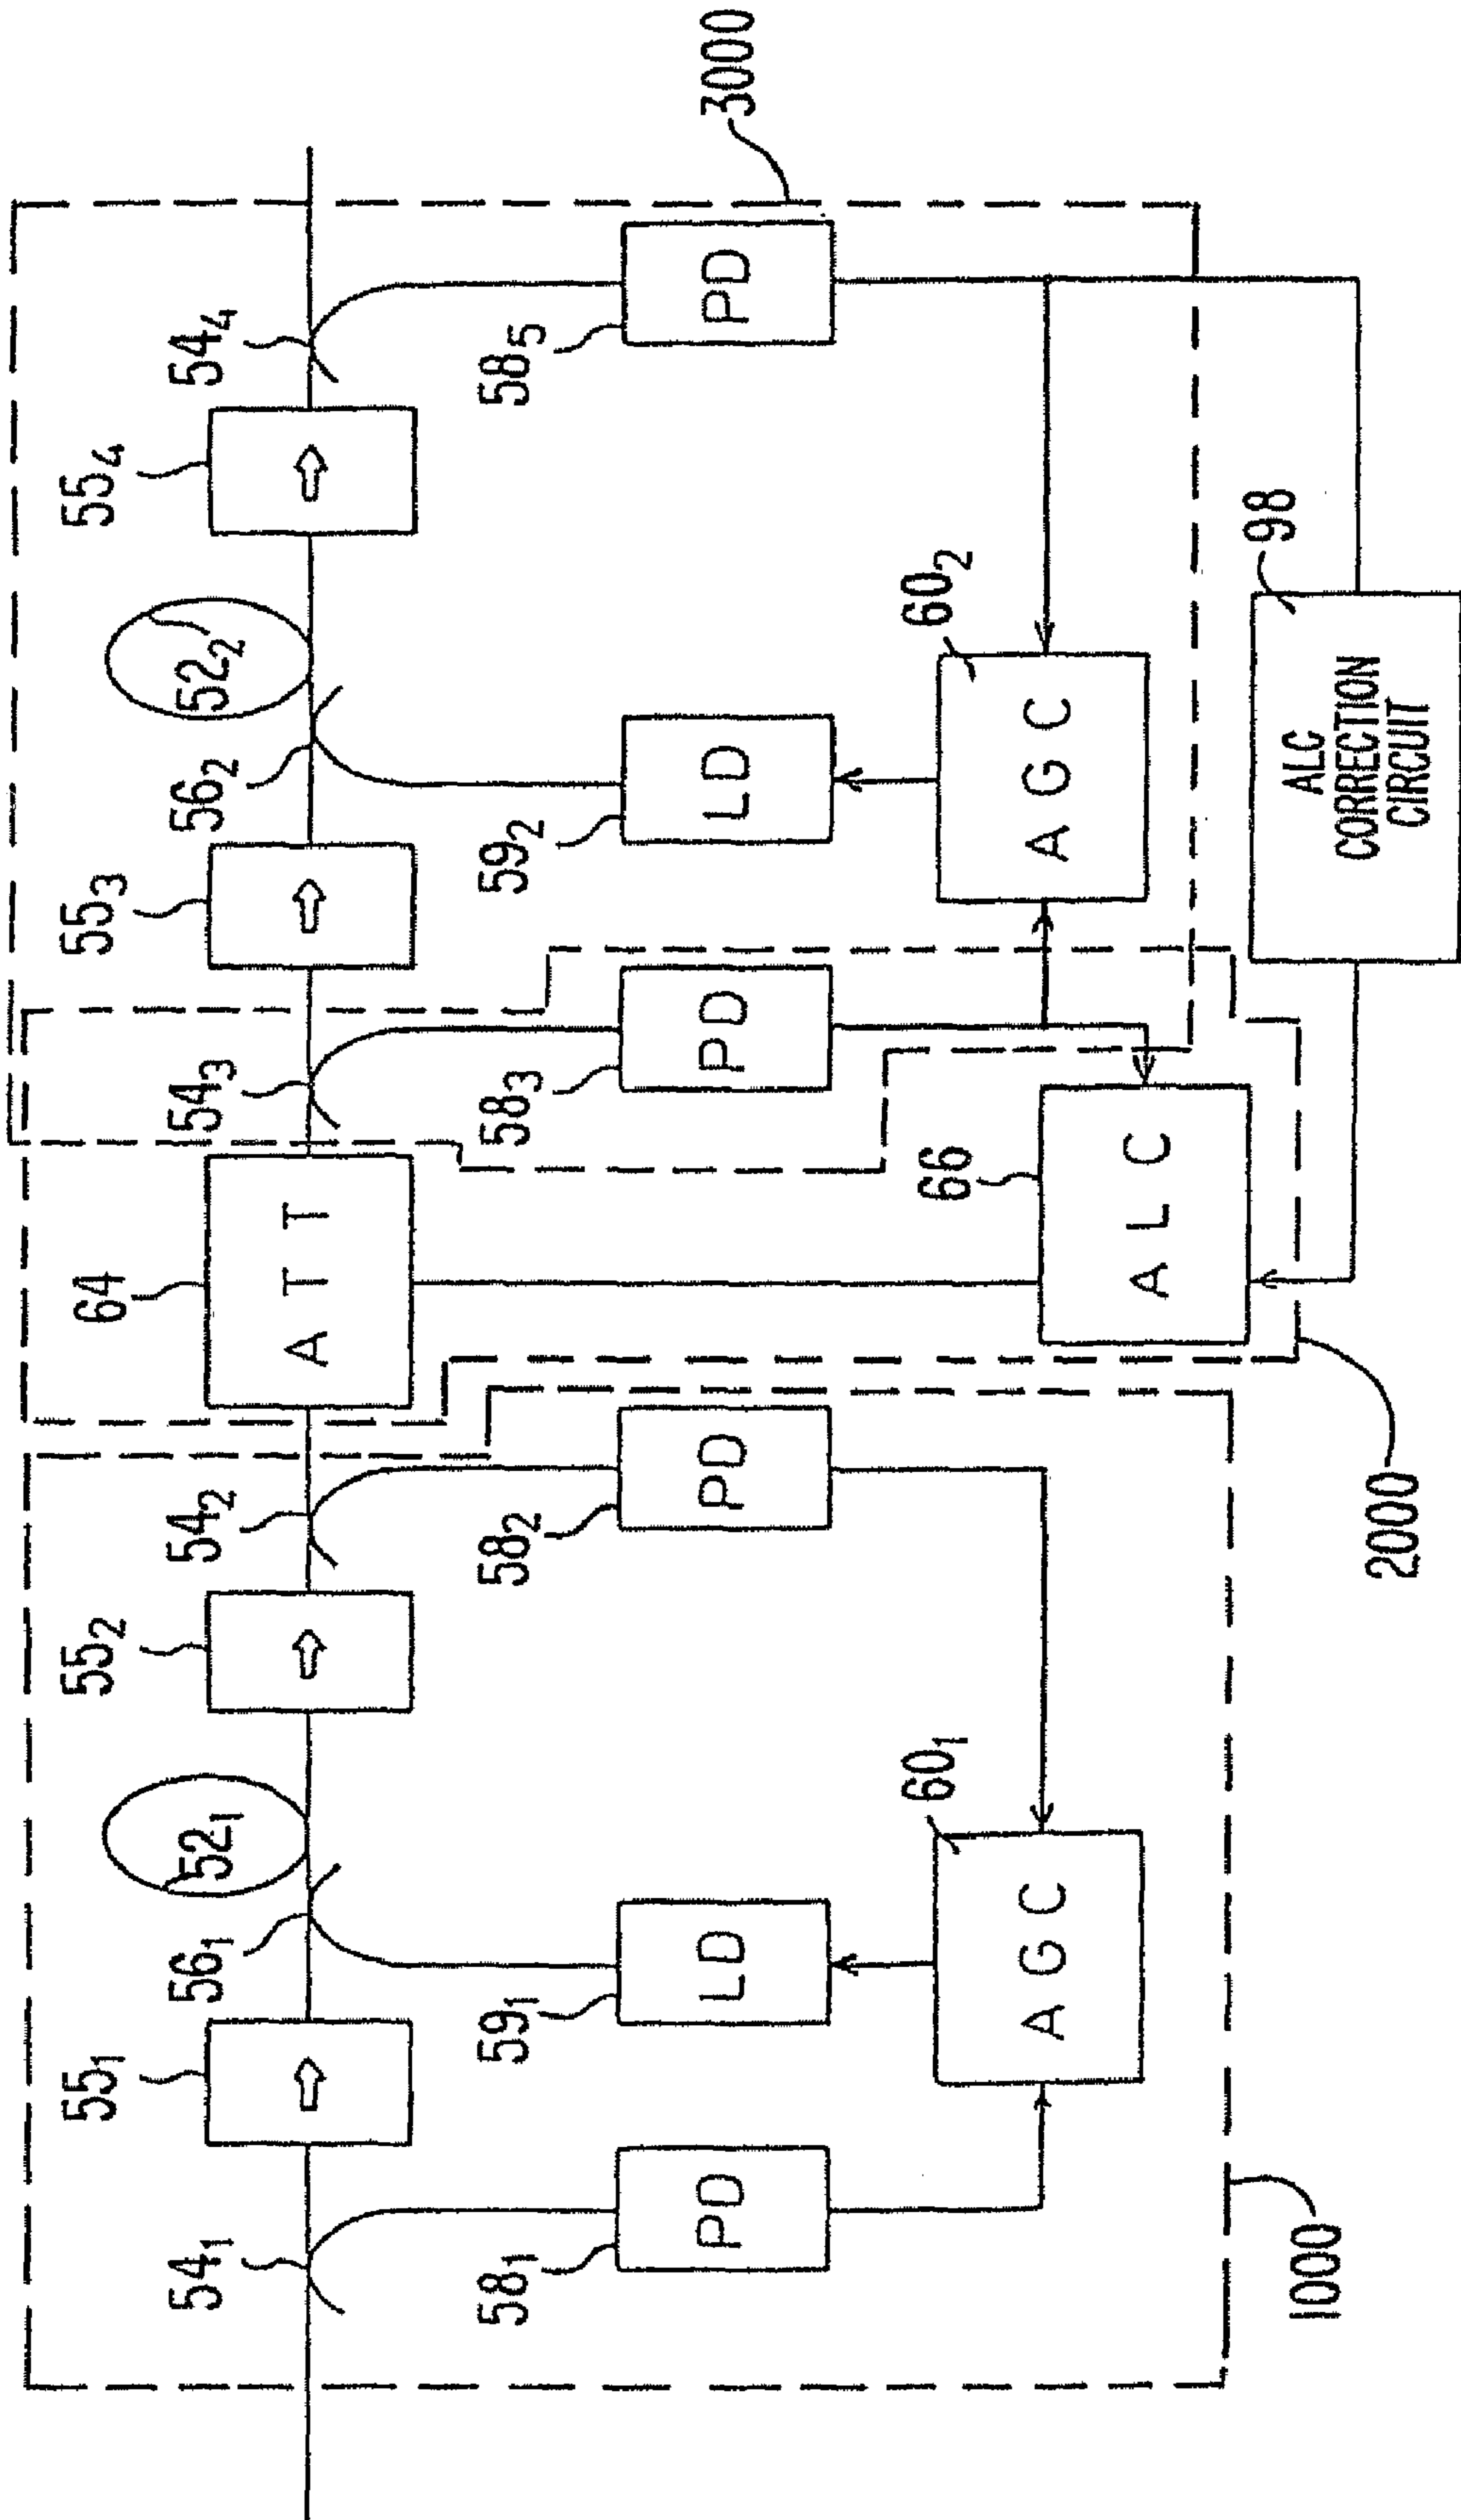 55₁
55₂
64
55₃
55₄
54₁
56₁
52₁
54₂
A T T
54₃
56₂
52₂
54₄
58₁
PD
59₁
LD
58₂
PD
58₃
PD
59₂
LD
58₅
PD
3000
A G C
60₁
66
A L C
A G C
60₂
1000
2000
98
ALC
CORRECTION
CIRCUIT